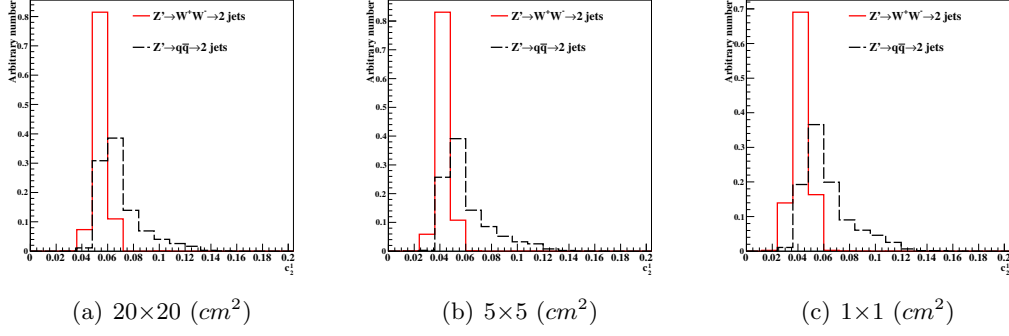 Arbitrary number
0.8
0.7
0.6
0.5
0.4
0.3
0.2
0.1
0
Z'→W⁺W⁻→2 jets
Z'→qq̅→2 jets
0 0.02 0.04 0.06 0.08 0.1 0.12 0.14 0.16 0.18 0.2
c₂¹
(a) 20×20 (cm²)
Arbitrary number
0.8
0.7
0.6
0.5
0.4
0.3
0.2
0.1
0
Z'→W⁺W⁻→2 jets
Z'→qq̅→2 jets
0 0.02 0.04 0.06 0.08 0.1 0.12 0.14 0.16 0.18 0.2
c₂¹
(b) 5×5 (cm²)
Arbitrary number
0.7
0.6
0.5
0.4
0.3
0.2
0.1
0
Z'→W⁺W⁻→2 jets
Z'→qq̅→2 jets
0 0.02 0.04 0.06 0.08 0.1 0.12 0.14 0.16 0.18 0.2
c₂¹
(c) 1×1 (cm²)